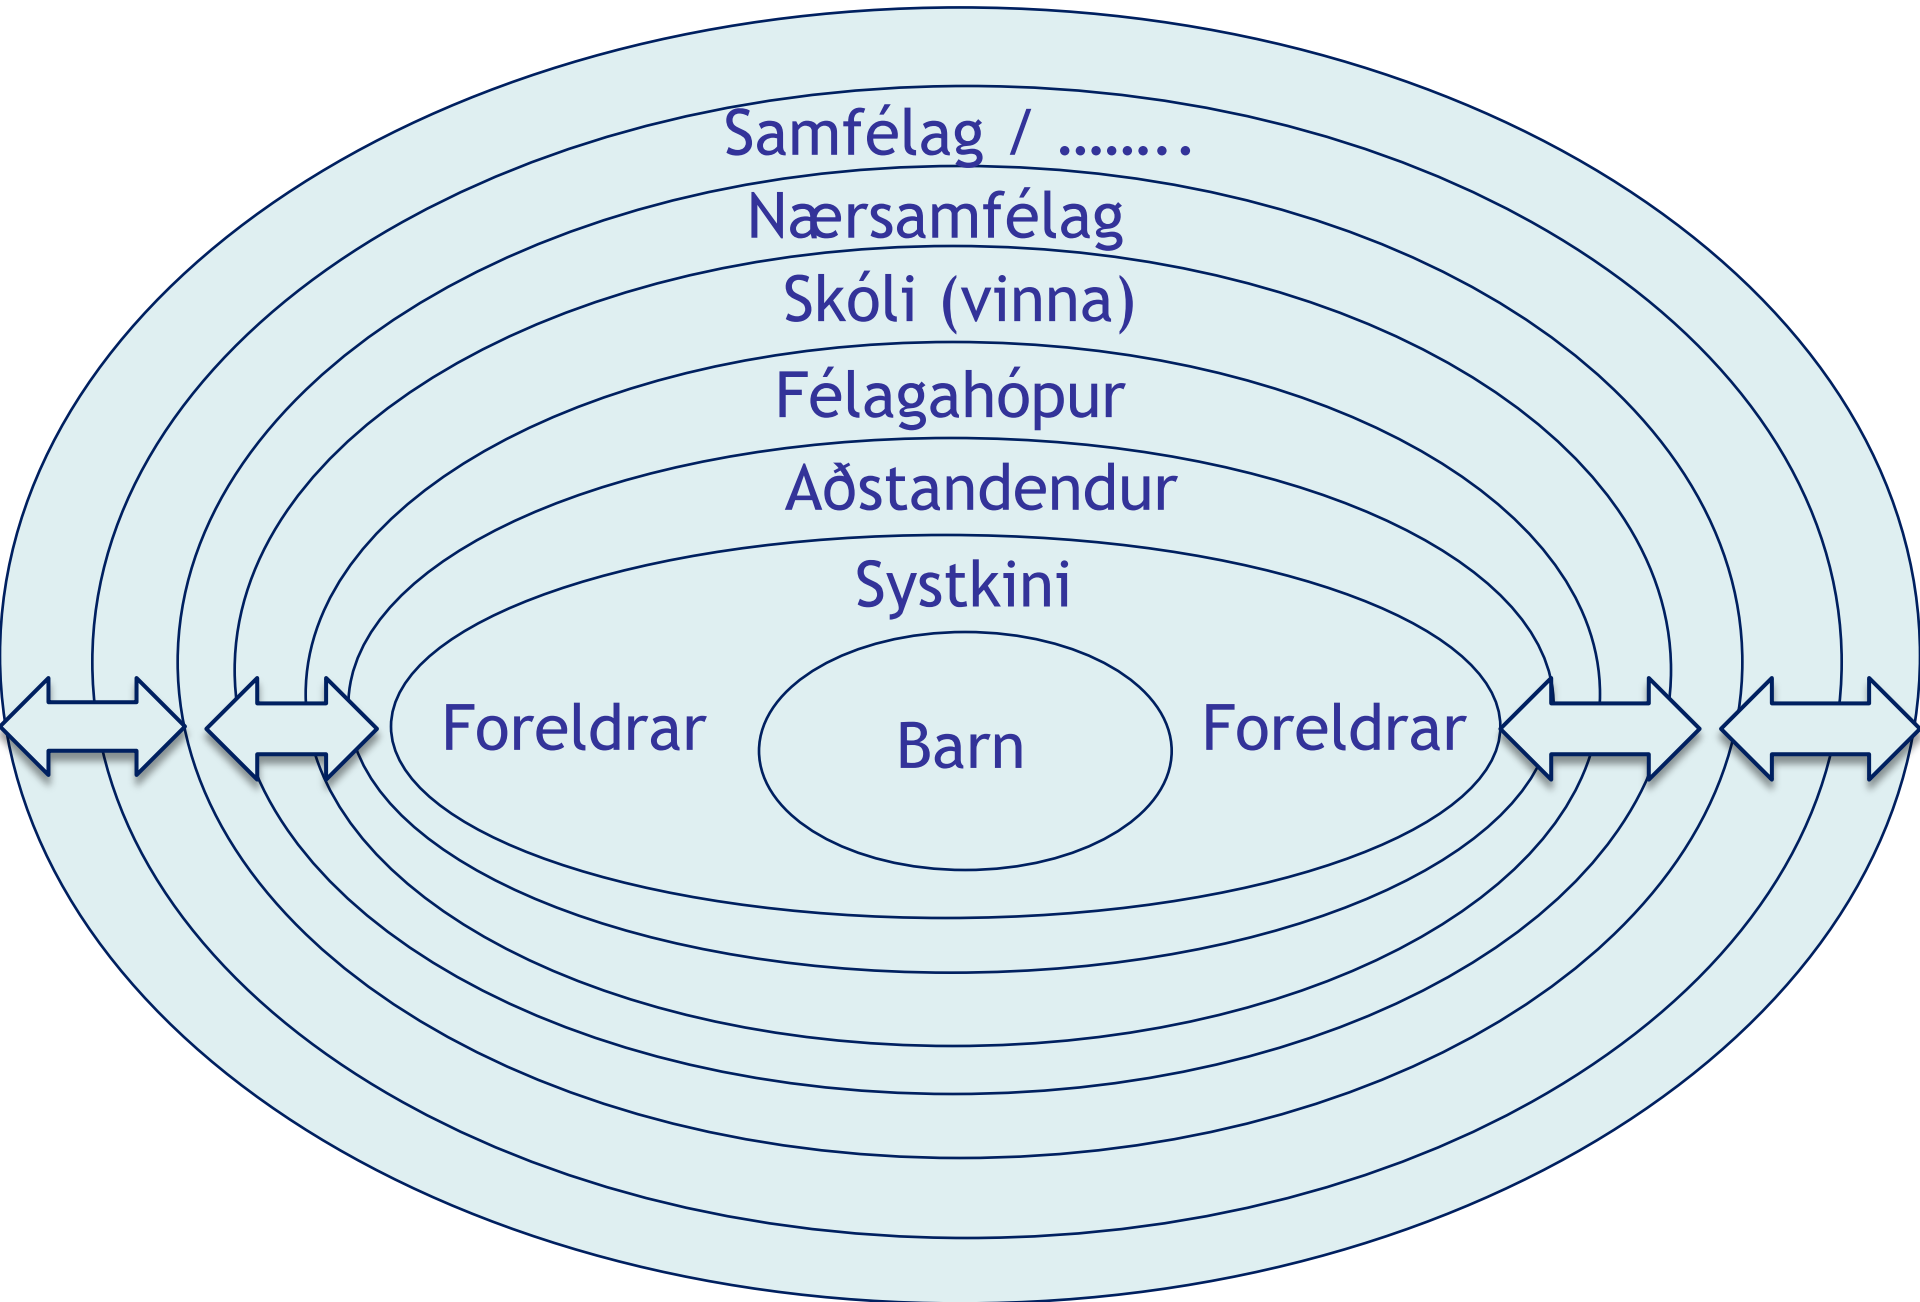 Samfélag / ........
Nærsamfélag
Skóli (vinna)
Félagahópur
Aðstandendur
Systkini
Foreldrar
Barn
Foreldrar